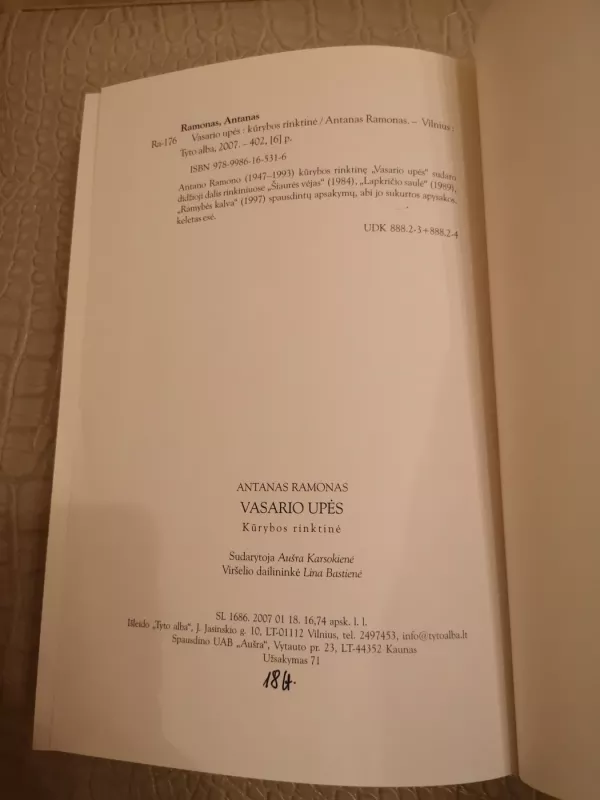 Ramonas, Antanas
Ra-176 Vasario upės : kūrybos rinktinė / Antanas Ramonas. – Vilnius :
Tyto alba, 2007. – 402, [6] p.
ISBN 978-9986-16-531-6
Antano Ramono (1947–1993) kūrybos rinktinę „Vasario upės“ sudaro
didžioji dalis rinkiniuose „Šiaurės vėjas“ (1984), „Lapkričio saulė“ (1989),
„Ramybės kalva“ (1997) spausdintų apsakymų, abi jo sukurtos apysakos,
keletas esė.
UDK 888.2-3+888.2-4
ANTANAS RAMONAS
VASARIO UPĖS
Kūrybos rinktinė
Sudarytoja Aušra Karsokienė
Viršelio dailininkė Lina Bastienė
SL 1686. 2007 01 18. 16,74 apsk. l. l.
Išleido „Tyto alba“, J. Jasinskio g. 10, LT-01112 Vilnius, tel. 2497453, info@tytoalba.lt
Spausdino UAB „Aušra“, Vytauto pr. 23, LT-44352 Kaunas
Užsakymas 71